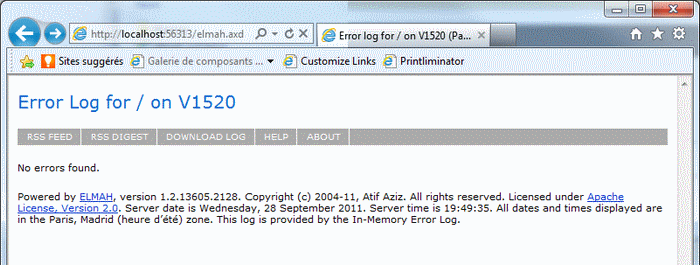 http://localhost:56313/elmah.axd
Error log for / on V1520 (Pa...
Sites suggérés
Galerie de composants ...
Customize Links
Printliminator
Error Log for / on V1520
RSS FEED RSS DIGEST DOWNLOAD LOG HELP ABOUT
No errors found.
Powered by ELMAH, version 1.2.13605.2128. Copyright (c) 2004-11, Atif Aziz. All rights reserved. Licensed under Apache
License, Version 2.0. Server date is Wednesday, 28 September 2011. Server time is 19:49:35. All dates and times displayed are
in the Paris, Madrid (heure d'été) zone. This log is provided by the In-Memory Error Log.